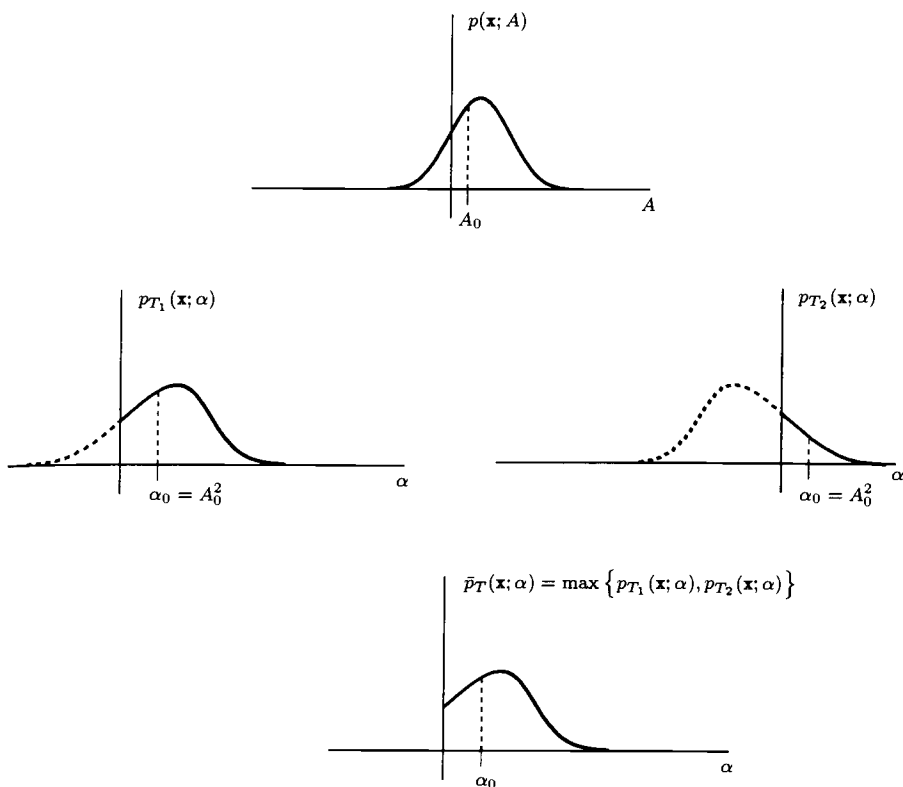 p(𝐱; A)
A
A₀
p_{T₁}(𝐱; α)
α
α₀ = A₀²
p_{T₂}(𝐱; α)
α
α₀ = A₀²
p̄_T(𝐱; α) = max { p_{T₁}(𝐱; α), p_{T₂}(𝐱; α) }
α
α₀